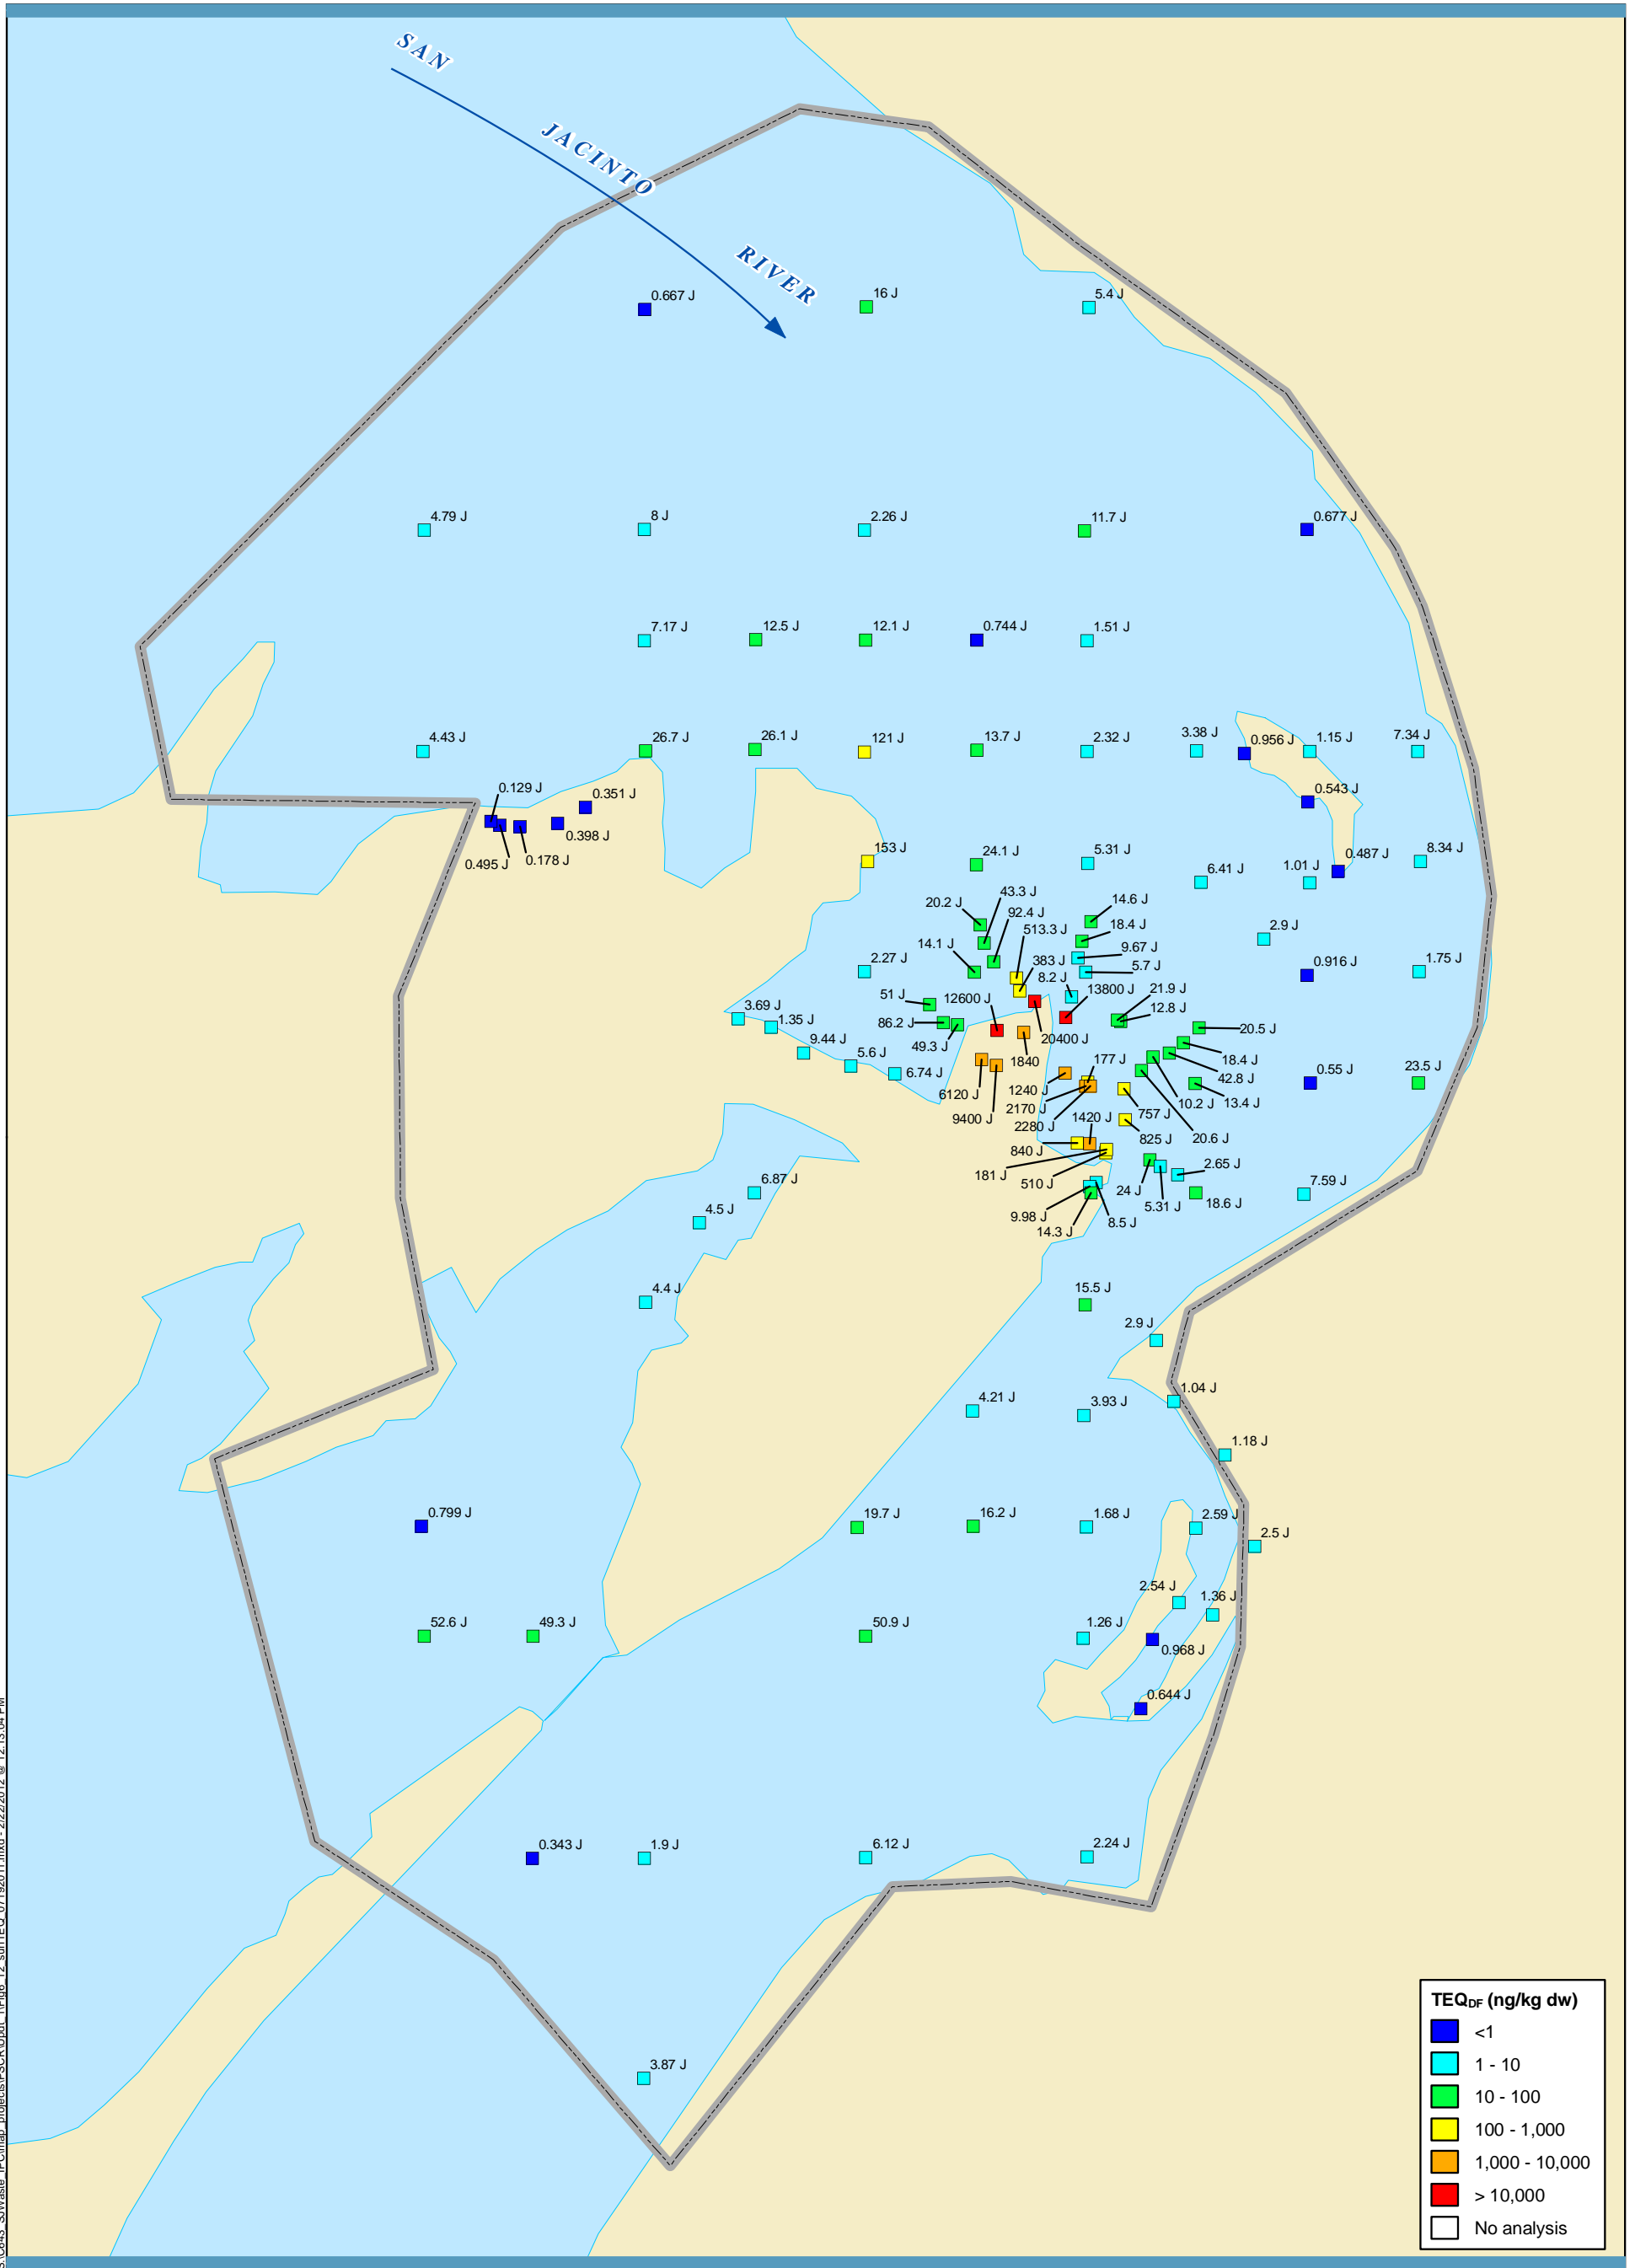 SAN
JACINTO
RIVER
0.667 J
16 J
5.4 J
4.79 J
8 J
2.26 J
11.7 J
0.677 J
7.17 J
12.5 J
12.1 J
0.744 J
1.51 J
4.43 J
26.7 J
26.1 J
121 J
13.7 J
2.32 J
3.38 J
0.956 J
1.15 J
7.34 J
0.129 J
0.351 J
0.543 J
0.398 J
0.495 J
0.178 J
153 J
24.1 J
5.31 J
6.41 J
1.01 J
0.487 J
8.34 J
20.2 J
43.3 J
92.4 J
513.3 J
14.6 J
18.4 J
2.9 J
14.1 J
383 J
9.67 J
5.7 J
2.27 J
8.2 J
0.916 J
1.75 J
51 J
12600 J
13800 J
21.9 J
12.8 J
3.69 J
1.35 J
86.2 J
49.3 J
20400 J
20.5 J
9.44 J
5.6 J
6.74 J
1840
177 J
18.4 J
42.8 J
0.55 J
23.5 J
6120 J
9400 J
1240 J
2170 J
2280 J
1420 J
757 J
10.2 J
13.4 J
825 J
20.6 J
840 J
181 J
510 J
24 J
5.31 J
2.65 J
18.6 J
7.59 J
6.87 J
4.5 J
9.98 J
14.3 J
8.5 J
4.4 J
15.5 J
2.9 J
4.21 J
3.93 J
1.04 J
1.18 J
0.799 J
19.7 J
16.2 J
1.68 J
2.59 J
2.5 J
2.54 J
1.36 J
52.6 J
49.3 J
50.9 J
1.26 J
0.968 J
0.644 J
0.343 J
1.9 J
6.12 J
2.24 J
3.87 J
TEQDF (ng/kg dw)
<1
1 - 10
10 - 100
100 - 1,000
1,000 - 10,000
> 10,000
No analysis